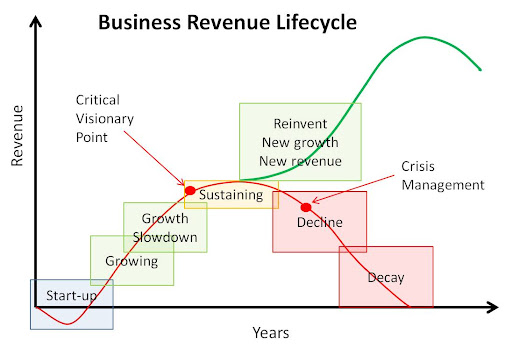 Business Revenue Lifecycle
Critical
Visionary
Point
Reinvent
New growth
New revenue
Crisis
Management
Revenue
Sustaining
Growth
Slowdown
Decline
Growing
Decay
Start-up
Years